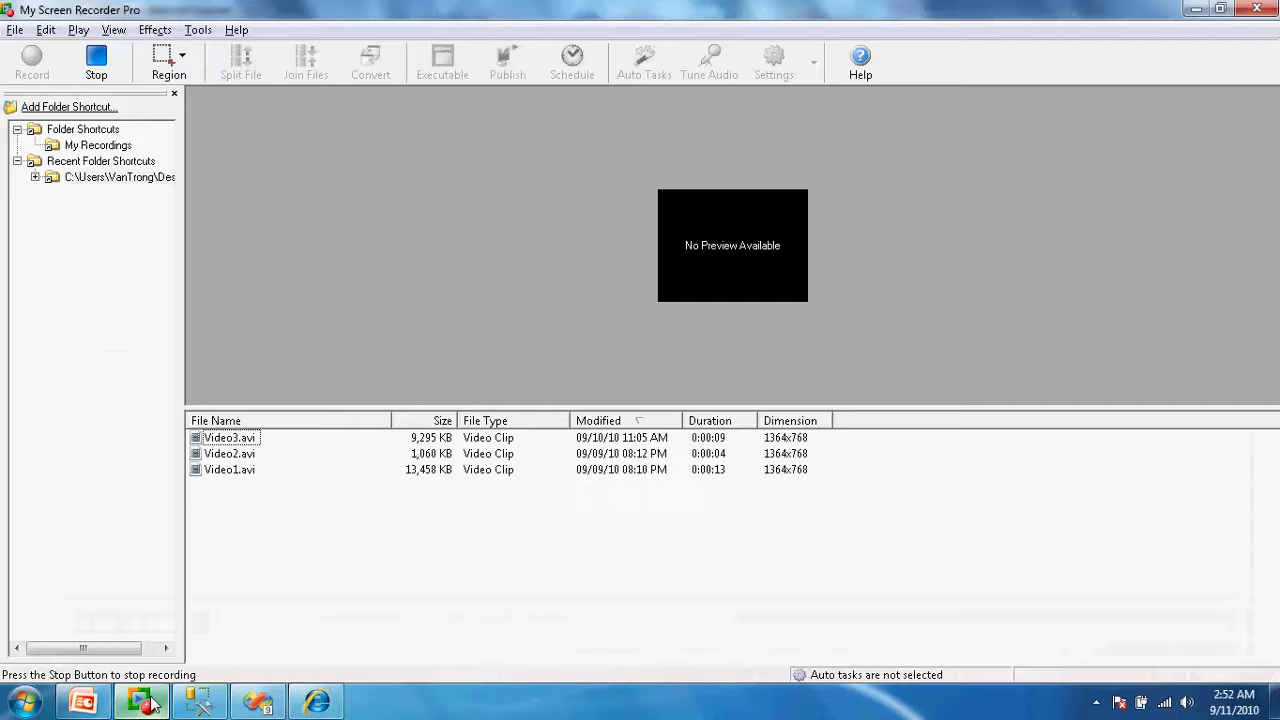 My Screen Recorder Pro
File Edit Play View Effects Tools Help
Record Stop Region Split File Join Files Convert Executable Publish Schedule Auto Tasks Tune Audio Settings Help
Add Folder Shortcut...
Folder Shortcuts
My Recordings
Recent Folder Shortcuts
C:\Users\VanTrong\Des
No Preview Available
File Name Size File Type Modified Duration Dimension
Video3.avi 9,295 KB Video Clip 09/10/10 11:05 AM 0:00:09 1364x768
Video2.avi 1,060 KB Video Clip 09/09/10 08:12 PM 0:00:04 1364x768
Video1.avi 13,458 KB Video Clip 09/09/10 08:10 PM 0:00:13 1364x768
Press the Stop Button to stop recording
Auto tasks are not selected
2:52 AM
9/11/2010